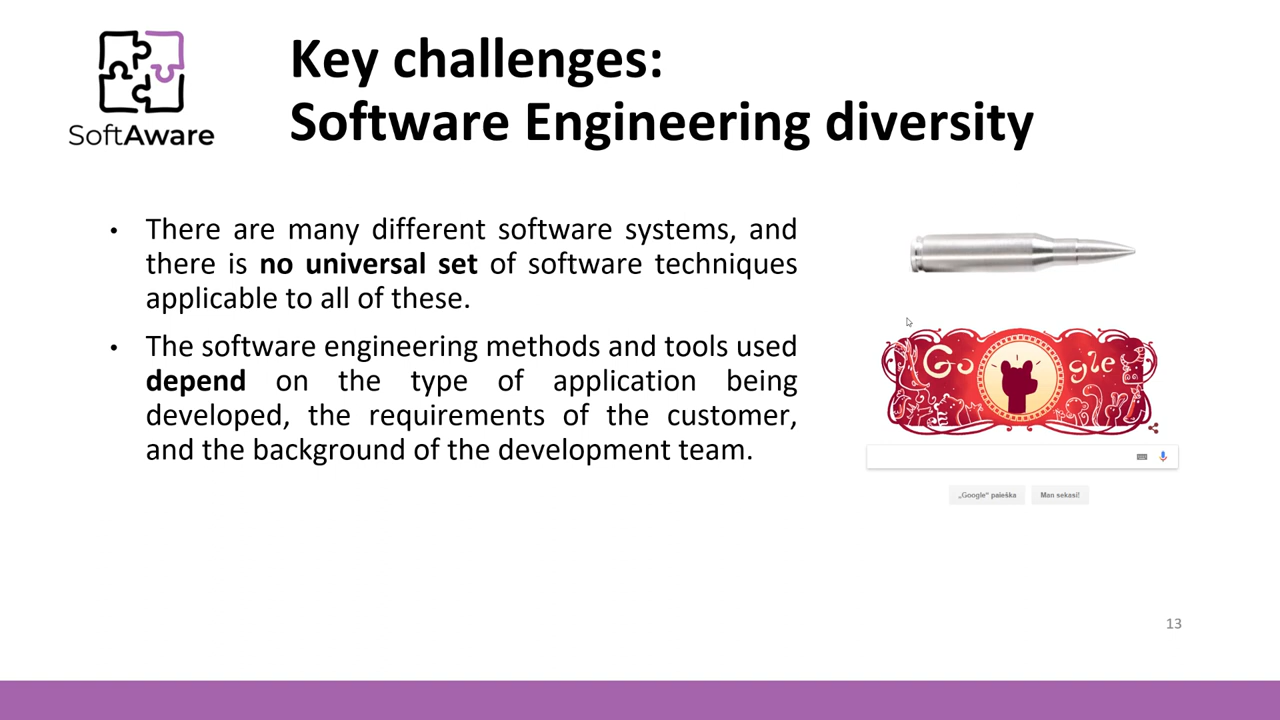 SoftAware
Key challenges:
Software Engineering diversity
• There are many different software systems, and
there is no universal set of software techniques
applicable to all of these.
• The software engineering methods and tools used
depend on the type of application being
developed, the requirements of the customer,
and the background of the development team.
Go gle
„Google“ paieška
Man sekasi!
13